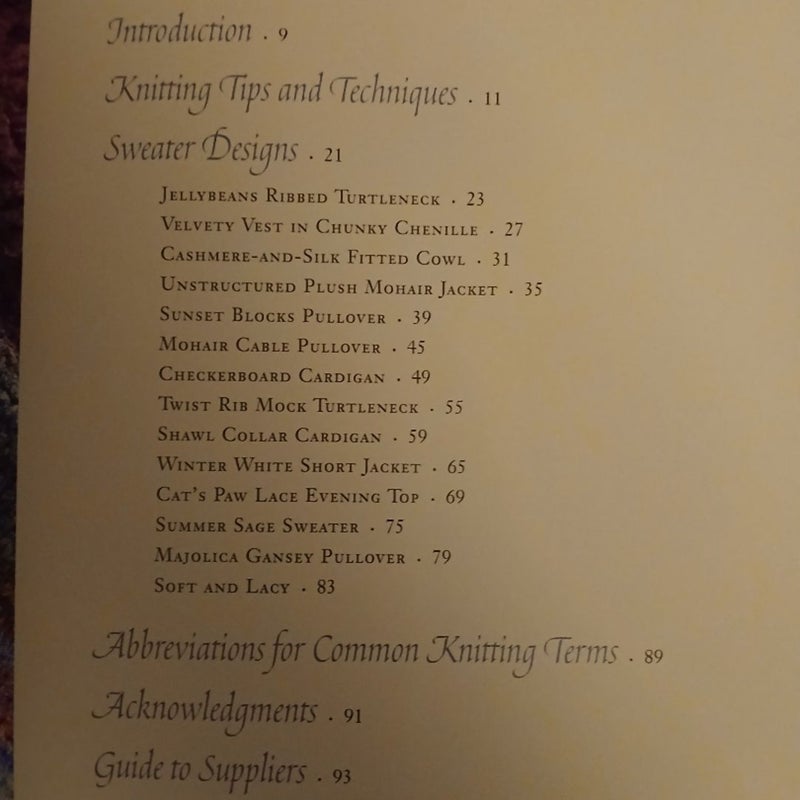 Introduction · 9
Knitting Tips and Techniques · 11
Sweater Designs · 21
Jellybeans Ribbed Turtleneck · 23
Velvety Vest in Chunky Chenille · 27
Cashmere-and-Silk Fitted Cowl · 31
Unstructured Plush Mohair Jacket · 35
Sunset Blocks Pullover · 39
Mohair Cable Pullover · 45
Checkerboard Cardigan · 49
Twist Rib Mock Turtleneck · 55
Shawl Collar Cardigan · 59
Winter White Short Jacket · 65
Cat's Paw Lace Evening Top · 69
Summer Sage Sweater · 75
Majolica Gansey Pullover · 79
Soft and Lacy · 83
Abbreviations for Common Knitting Terms · 89
Acknowledgments · 91
Guide to Suppliers · 93